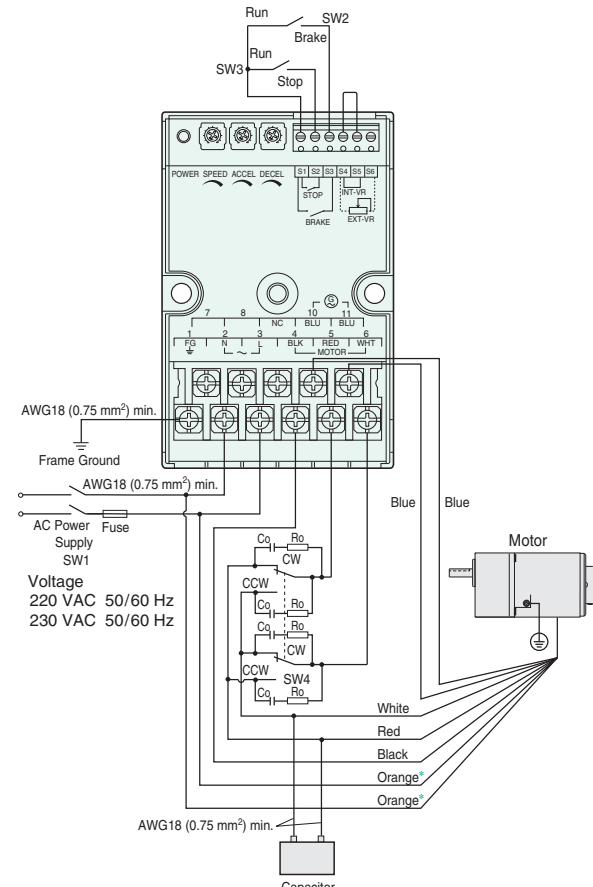 Run
SW2
Brake
Run
SW3
Stop
POWER SPEED ACCEL DECEL
S1 S2 S3 S4 S5 S6
STOP
INT-VR
BRAKE
EXT-VR
G
7 8 NC 10 BLU 11 BLU
1 FG 2 N ~ 3 L 4 BLK 5 RED 6 WHT
MOTOR
AWG18 (0.75 mm²) min.
Frame Ground
AWG18 (0.75 mm²) min.
AC Power
Supply
SW1
Fuse
Voltage
220 VAC 50/60 Hz
230 VAC 50/60 Hz
Blue
Blue
Motor
Co Ro
CW
CCW
Co Ro
Co Ro
CW
CCW
SW4
Co Ro
White
Red
Black
Orange*
Orange*
AWG18 (0.75 mm²) min.
Capacitor